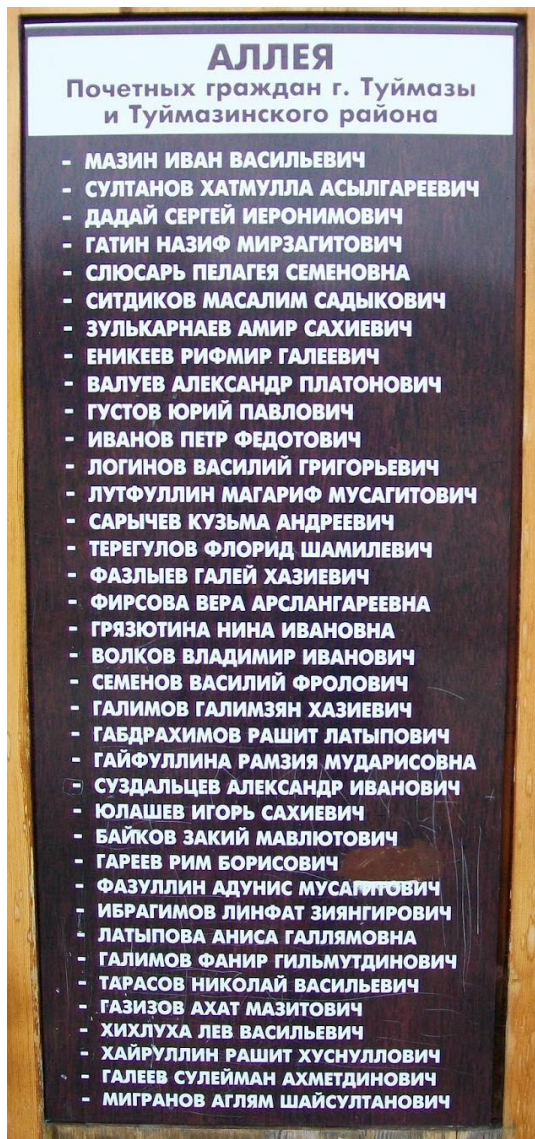 АЛЛЕЯ
Почетных граждан г. Туймазы
и Туймазинского района
- МАЗИН ИВАН ВАСИЛЬЕВИЧ
- СУЛТАНОВ ХАТМУЛЛА АСЫЛГАРЕЕВИЧ
- ДАДАЙ СЕРГЕЙ ИЕРОНИМОВИЧ
- ГАТИН НАЗИФ МИРЗАГИТОВИЧ
- СЛЮСАРЬ ПЕЛАГЕЯ СЕМЕНОВНА
- СИТДИКОВ МАСАЛИМ САДЫКОВИЧ
- ЗУЛЬКАРНАЕВ АМИР САХИЕВИЧ
- ЕНИКЕЕВ РИФМИР ГАЛЕЕВИЧ
- ВАЛУЕВ АЛЕКСАНДР ПЛАТОНОВИЧ
- ГУСТОВ ЮРИЙ ПАВЛОВИЧ
- ИВАНОВ ПЕТР ФЕДОТОВИЧ
- ЛОГИНОВ ВАСИЛИЙ ГРИГОРЬЕВИЧ
- ЛУТФУЛЛИН МАГАРИФ МУСАГИТОВИЧ
- САРЫЧЕВ КУЗЬМА АНДРЕЕВИЧ
- ТЕРЕГУЛОВ ФЛОРИД ШАМИЛЕВИЧ
- ФАЗЛЫЕВ ГАЛЕЙ ХАЗИЕВИЧ
- ФИРСОВА ВЕРА АРСЛАНГАРЕЕВНА
- ГРЯЗЮТИНА НИНА ИВАНОВНА
- ВОЛКОВ ВЛАДИМИР ИВАНОВИЧ
- СЕМЕНОВ ВАСИЛИЙ ФРОЛОВИЧ
- ГАЛИМОВ ГАЛИМЗЯН ХАЗИЕВИЧ
- ГАБДРАХИМОВ РАШИТ ЛАТЫПОВИЧ
- ГАЙФУЛЛИНА РАМЗИЯ МУДАРИСОВНА
- СУЗДАЛЬЦЕВ АЛЕКСАНДР ИВАНОВИЧ
- ЮЛАШЕВ ИГОРЬ САХИЕВИЧ
- БАЙКОВ ЗАКИЙ МАВЛЮТОВИЧ
- ГАРЕЕВ РИМ БОРИСОВИЧ
- ФАЗУЛЛИН АДУНИС МУСАГИТОВИЧ
- ИБРАГИМОВ ЛИНФАТ ЗИЯНГИРОВИЧ
- ЛАТЫПОВА АНИСА ГАЛЛЯМОВНА
- ГАЛИМОВ ФАНИР ГИЛЬМУТДИНОВИЧ
- ТАРАСОВ НИКОЛАЙ ВАСИЛЬЕВИЧ
- ГАЗИЗОВ АХАТ МАЗИТОВИЧ
- ХИХЛУХА ЛЕВ ВАСИЛЬЕВИЧ
- ХАЙРУЛЛИН РАШИТ ХУСНУЛЛОВИЧ
- ГАЛЕЕВ СУЛЕЙМАН АХМЕТДИНОВИЧ
- МИГРАНОВ АГЛЯМ ШАЙСУЛТАНОВИЧ